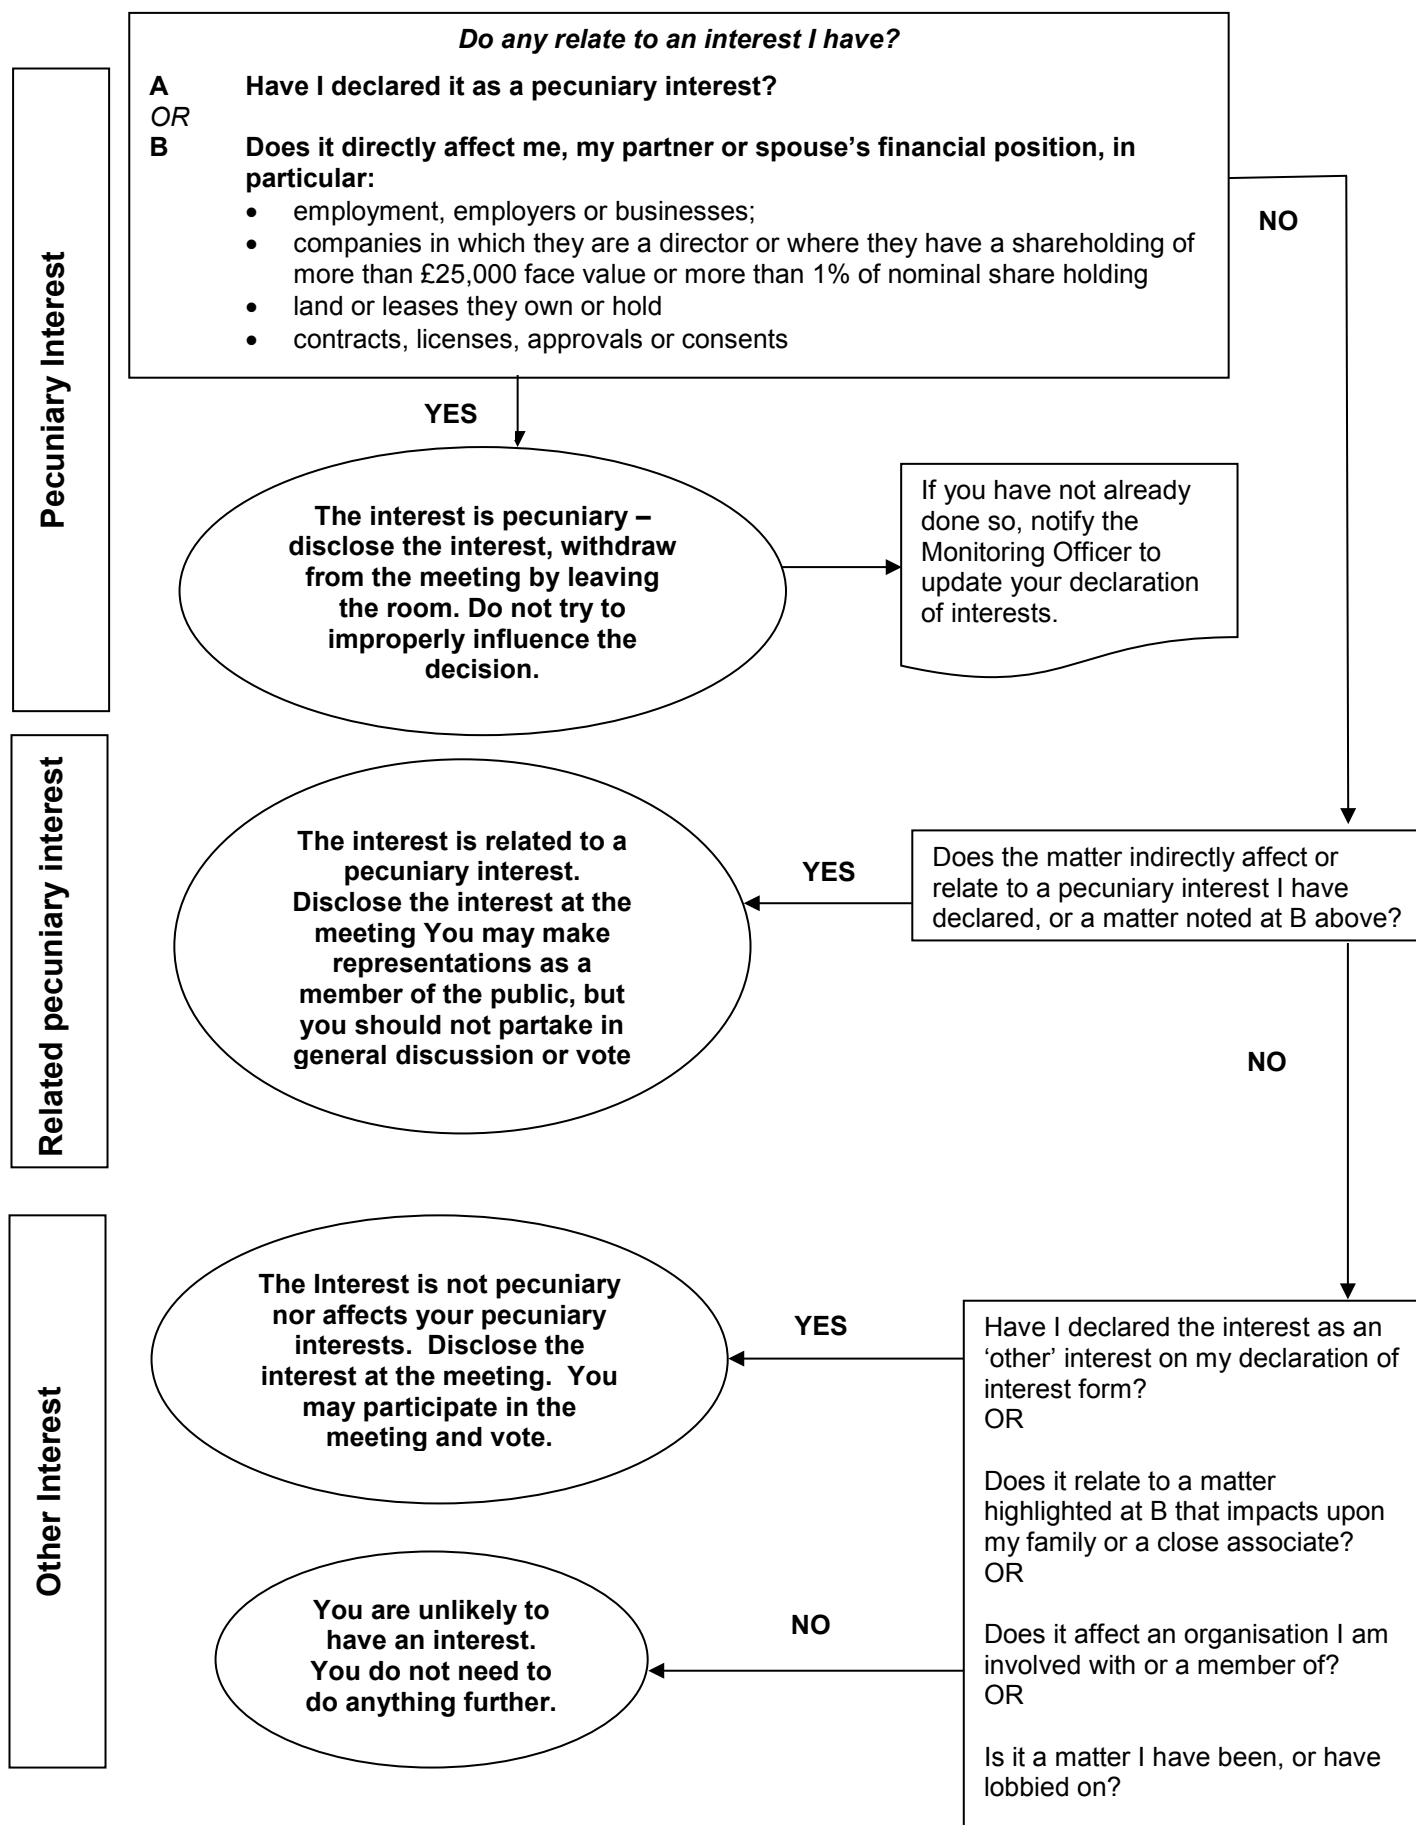 Do any relate to an interest I have?
A Have I declared it as a pecuniary interest?
OR
B Does it directly affect me, my partner or spouse’s financial position, in
particular:
• employment, employers or businesses;
• companies in which they are a director or where they have a shareholding of
more than £25,000 face value or more than 1% of nominal share holding
• land or leases they own or hold
• contracts, licenses, approvals or consents
Pecuniary Interest
NO
YES
The interest is pecuniary –
disclose the interest, withdraw
from the meeting by leaving
the room. Do not try to
improperly influence the
decision.
If you have not already
done so, notify the
Monitoring Officer to
update your declaration
of interests.
Related pecuniary interest
The interest is related to a
pecuniary interest.
Disclose the interest at the
meeting You may make
representations as a
member of the public, but
you should not partake in
general discussion or vote
YES
Does the matter indirectly affect or
relate to a pecuniary interest I have
declared, or a matter noted at B above?
NO
Other Interest
The Interest is not pecuniary
nor affects your pecuniary
interests. Disclose the
interest at the meeting. You
may participate in the
meeting and vote.
YES
Have I declared the interest as an
‘other’ interest on my declaration of
interest form?
OR
Does it relate to a matter
highlighted at B that impacts upon
my family or a close associate?
OR
Does it affect an organisation I am
involved with or a member of?
OR
Is it a matter I have been, or have
lobbied on?
NO
You are unlikely to
have an interest.
You do not need to
do anything further.